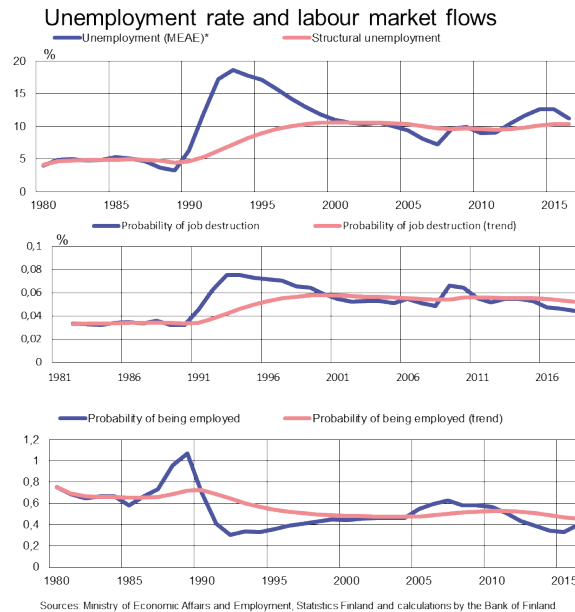 Unemployment rate and labour market flows
Unemployment (MEAE)* Structural unemployment
%
20
15
10
5
0
1980 1985 1990 1995 2000 2005 2010 2015
Probability of job destruction Probability of job destruction (trend)
%
0,1
0,08
0,06
0,04
0,02
0
1981 1986 1991 1996 2001 2006 2011 2016
Probability of being employed Probability of being employed (trend)
1,2
1
0,8
0,6
0,4
0,2
0
1980 1985 1990 1995 2000 2005 2010 2015
Sources: Ministry of Economic Affairs and Employment, Statistics Finland and calculations by the Bank of Finland.